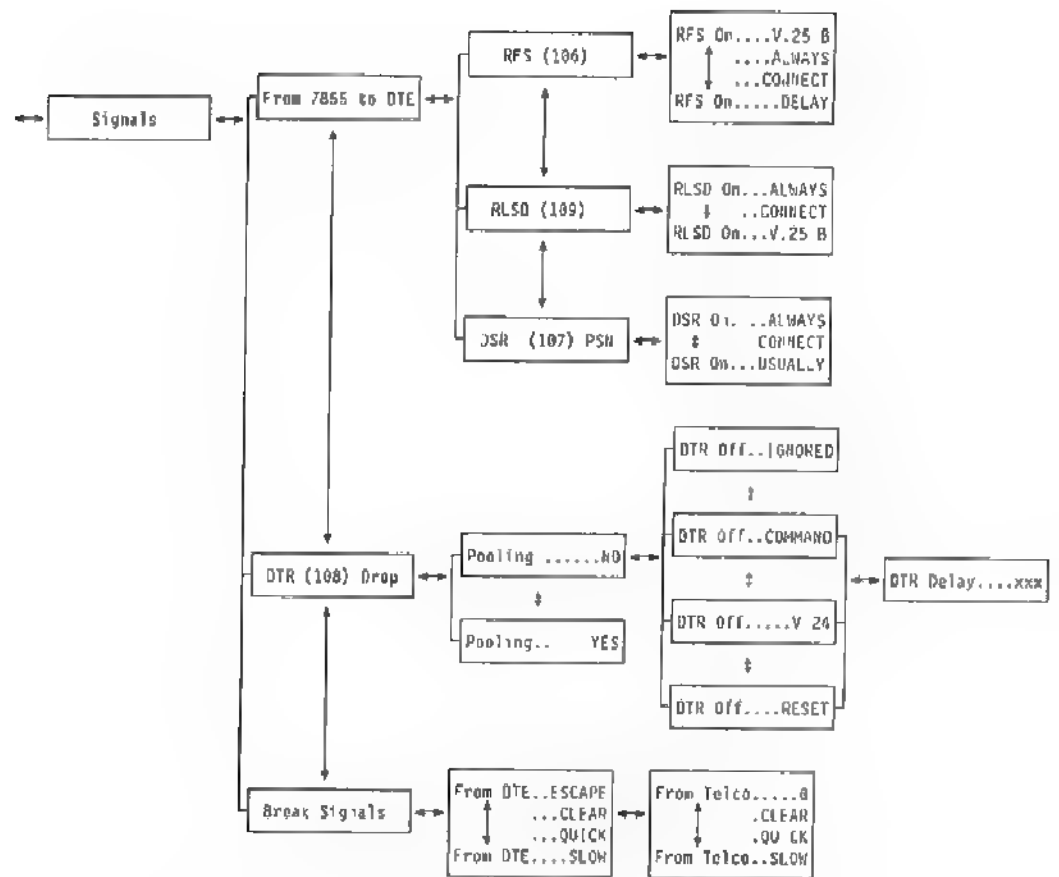 Signals
From 7855 to DTE
RFS (106)
RFS On....V.25 B
....ALWAYS
...CONNECT
RFS On.....DELAY
RLSD (109)
RLSD On...ALWAYS
..CONNECT
RLSD On...V.25 B
DSR (107) PSN
DSR On. ..ALWAYS
CONNECT
DSR On...USUALLY
DTR (108) Drop
Pooling ......NO
Pooling.. YES
DTR Off..IGNORED
DTR Off..COMMAND
DTR Off.....V 24
DTR Off....RESET
DTR Delay....xxx
Break Signals
From DTE..ESCAPE
...CLEAR
...QUICK
From DTE....SLOW
From Telco.....
.CLEAR
.QU CK
From Telco..SLOW